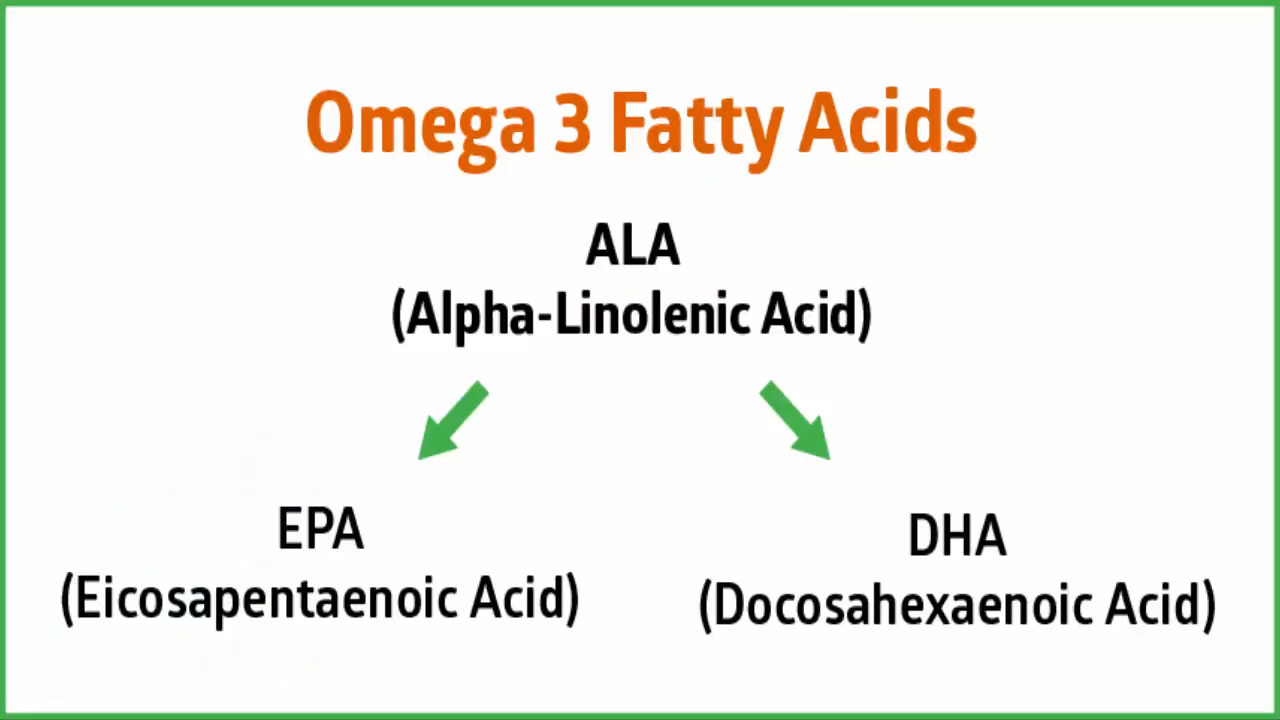 Omega 3 Fatty Acids
ALA
(Alpha-Linolenic Acid)
EPA
(Eicosapentaenoic Acid)
DHA
(Docosahexaenoic Acid)